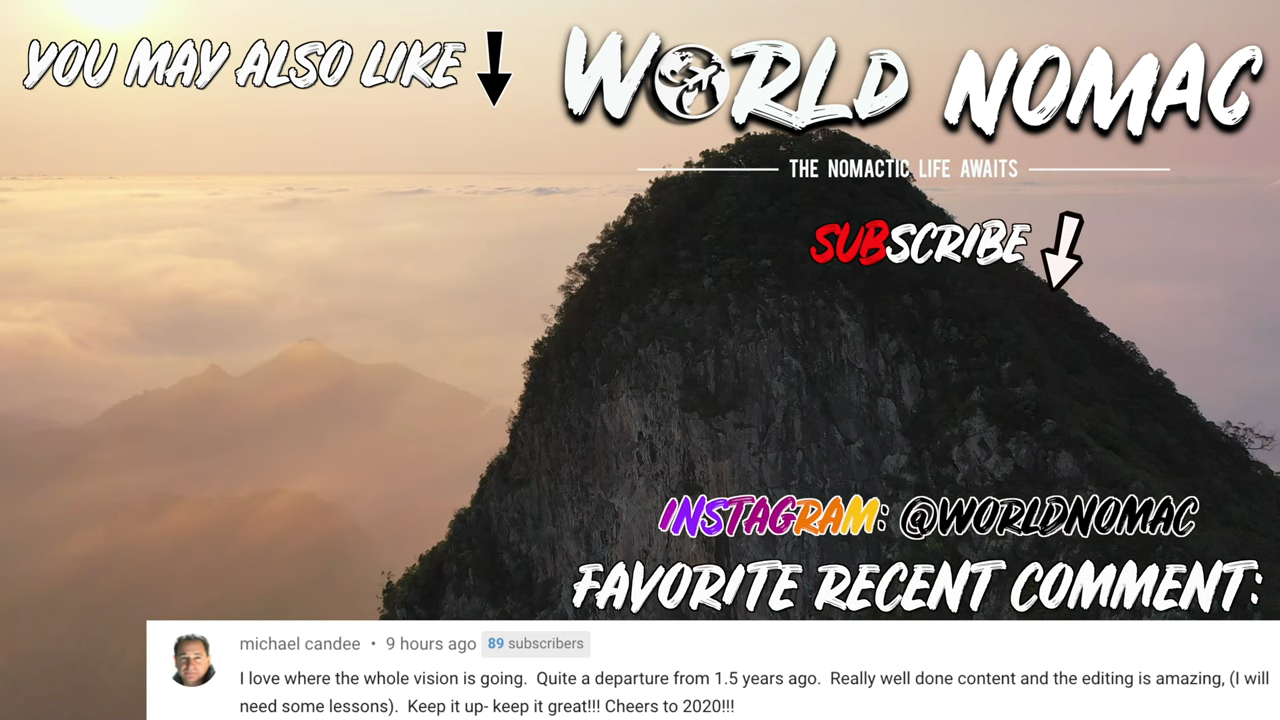 YOU MAY ALSO LIKE
WORLD NOMAC
THE NOMACTIC LIFE AWAITS
SUBSCRIBE
INSTAGRAM: @WORLDNOMAC
FAVORITE RECENT COMMENT:
michael candee • 9 hours ago 89 subscribers
I love where the whole vision is going. Quite a departure from 1.5 years ago. Really well done content and the editing is amazing, (I will
need some lessons). Keep it up- keep it great!!! Cheers to 2020!!!